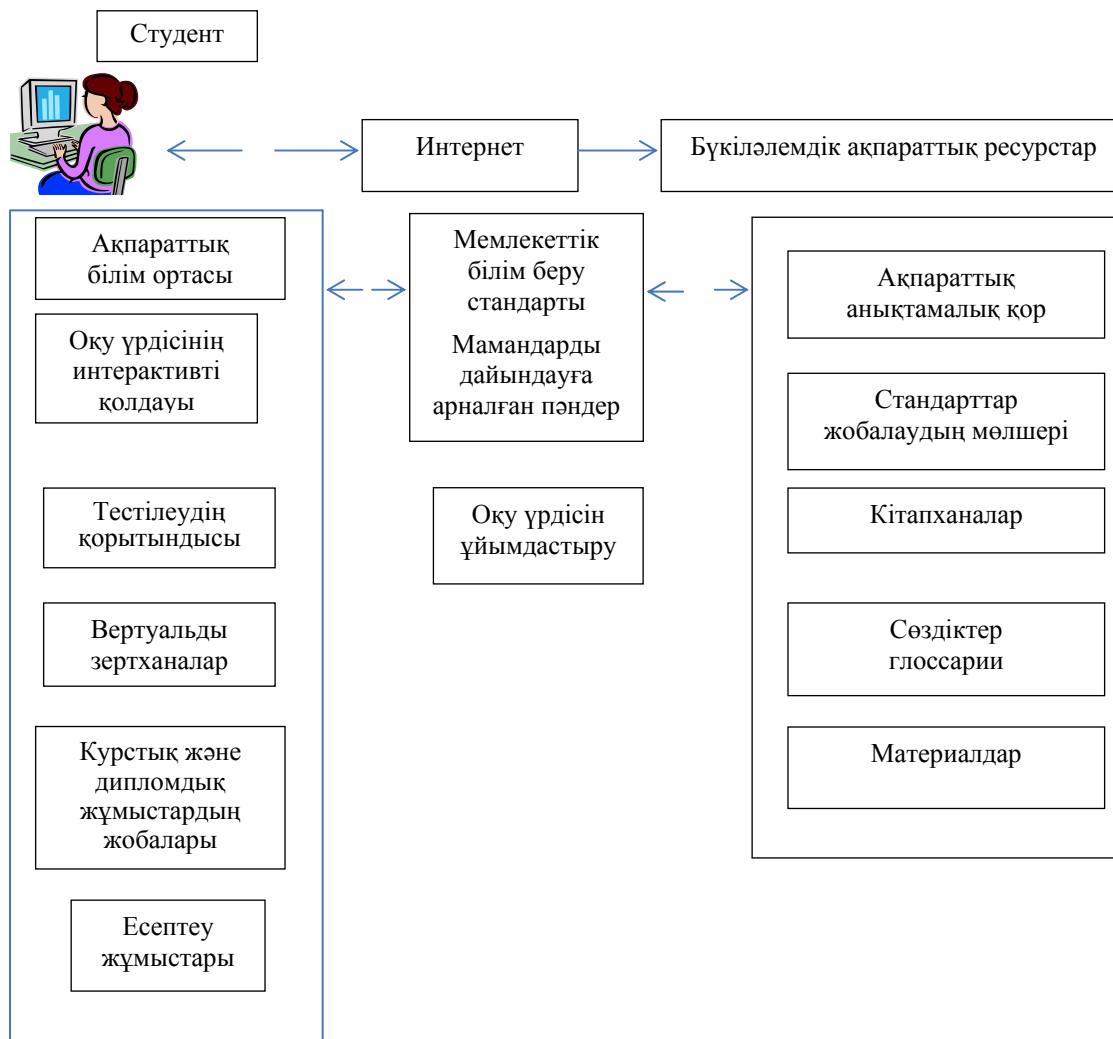 Студент
Интернет
Бүкіләлемдік ақпараттық ресурстар
Ақпараттық
білім ортасы
Оқу үрдісінің
интерактивті
қолдауы
Тестілеудің
қорытындысы
Вертуальды
зертханалар
Курстық және
дипломдық
жұмыстардың
жобалары
Есептеу
жұмыстары
Мемлекеттік
білім беру
стандарты
Мамандарды
дайындауға
арналған пәндер
Оқу үрдісін
ұйымдастыру
Ақпараттық
анықтамалық қор
Стандарттар
жобалаудың мөлшері
Кітапханалар
Сөздіктер
глоссарии
Материалдар